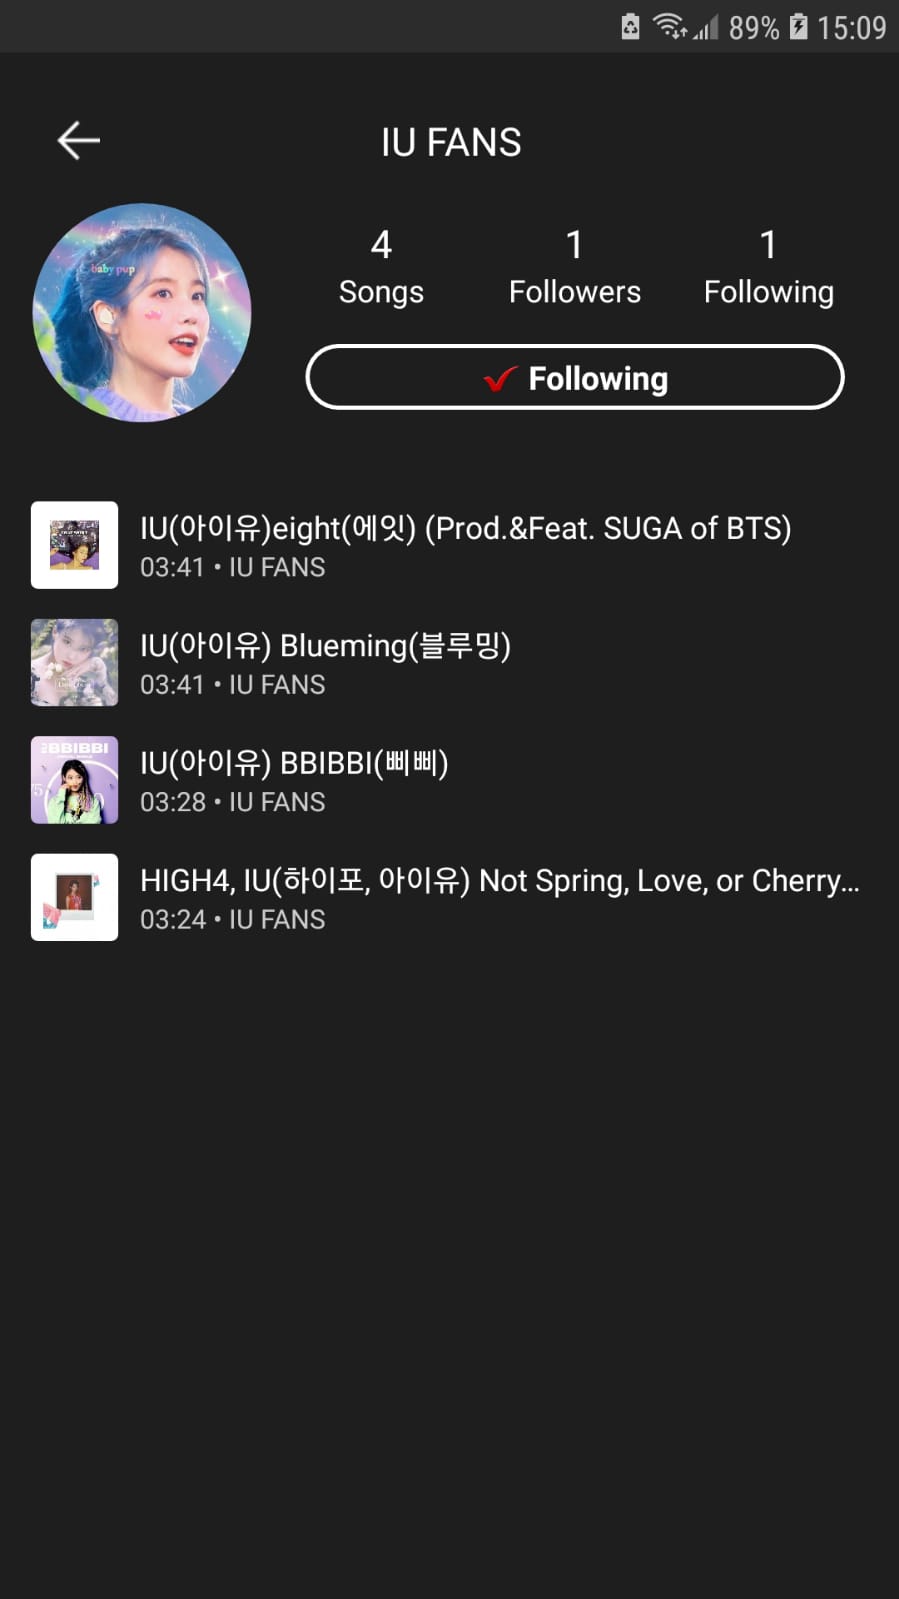 89% 15:09
IU FANS
4 1 1
Songs Followers Following
Following
baby pup
IU(아이유)eight(에잇) (Prod.&Feat. SUGA of BTS)
03:41 • IU FANS
IU(아이유) Blueming(블루밍)
03:41 • IU FANS
BBIBBI
IU(아이유) BBIBBI(삐삐)
03:28 • IU FANS
HIGH4, IU(하이포, 아이유) Not Spring, Love, or Cherry...
03:24 • IU FANS